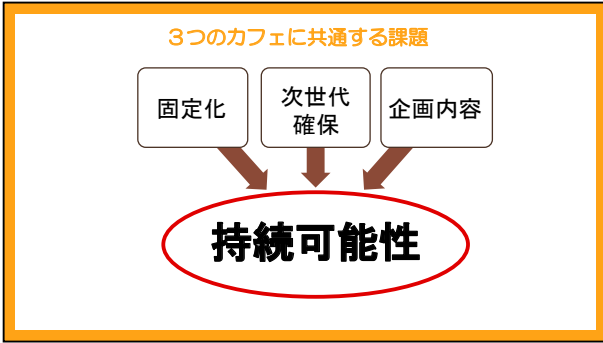 ３つのカフェに共通する課題
固定化
次世代
確保
企画内容
持続可能性